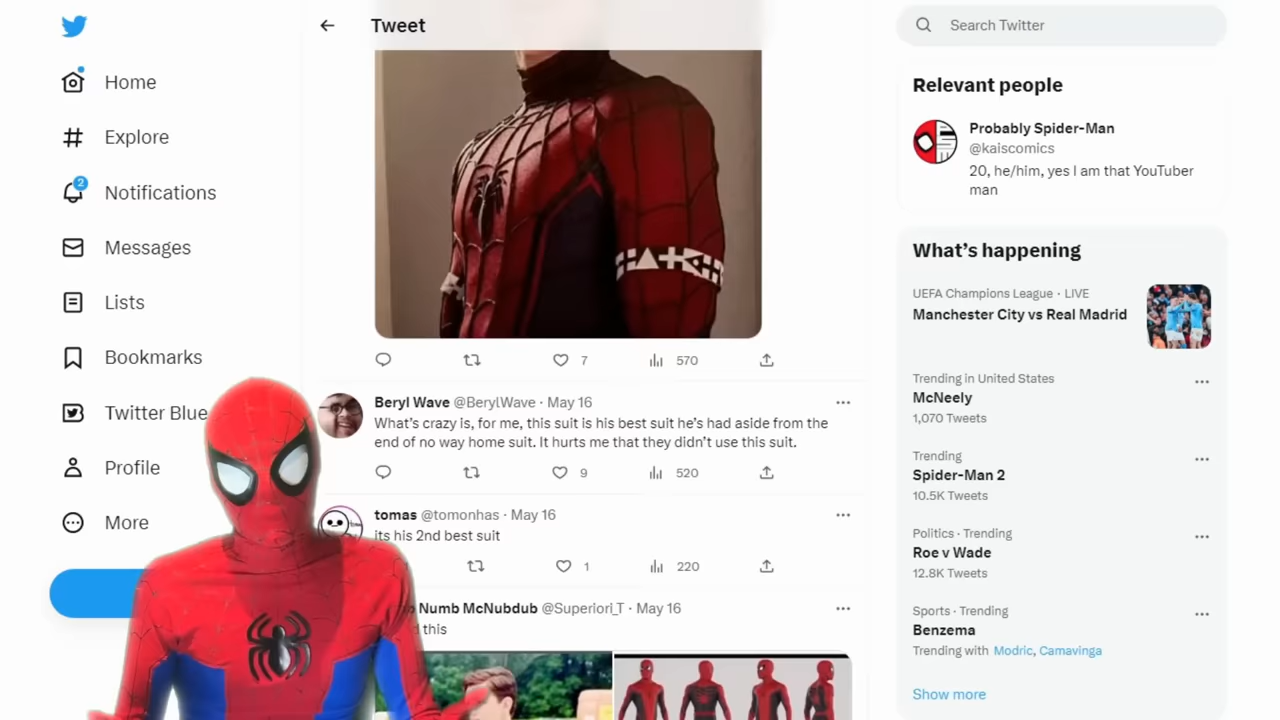 Home
Explore
2
Notifications
Messages
Lists
Bookmarks
Twitter Blue
Profile
More
Tweet
7
570
Beryl Wave @BerylWave · May 16
What's crazy is, for me, this suit is his best suit he's had aside from the
end of no way home suit. It hurts me that they didn't use this suit.
9
520
tomas @tomonhas · May 16
its his 2nd best suit
1
220
Numb McNubdub @Superiori_T · May 16
this
Search Twitter
Relevant people
Probably Spider-Man
@kaiscomics
20, he/him, yes I am that YouTuber
man
What's happening
UEFA Champions League · LIVE
Manchester City vs Real Madrid
Trending in United States
McNeely
1,070 Tweets
Trending
Spider-Man 2
10.5K Tweets
Politics · Trending
Roe v Wade
12.8K Tweets
Sports · Trending
Benzema
Trending with Modric, Camavinga
Show more